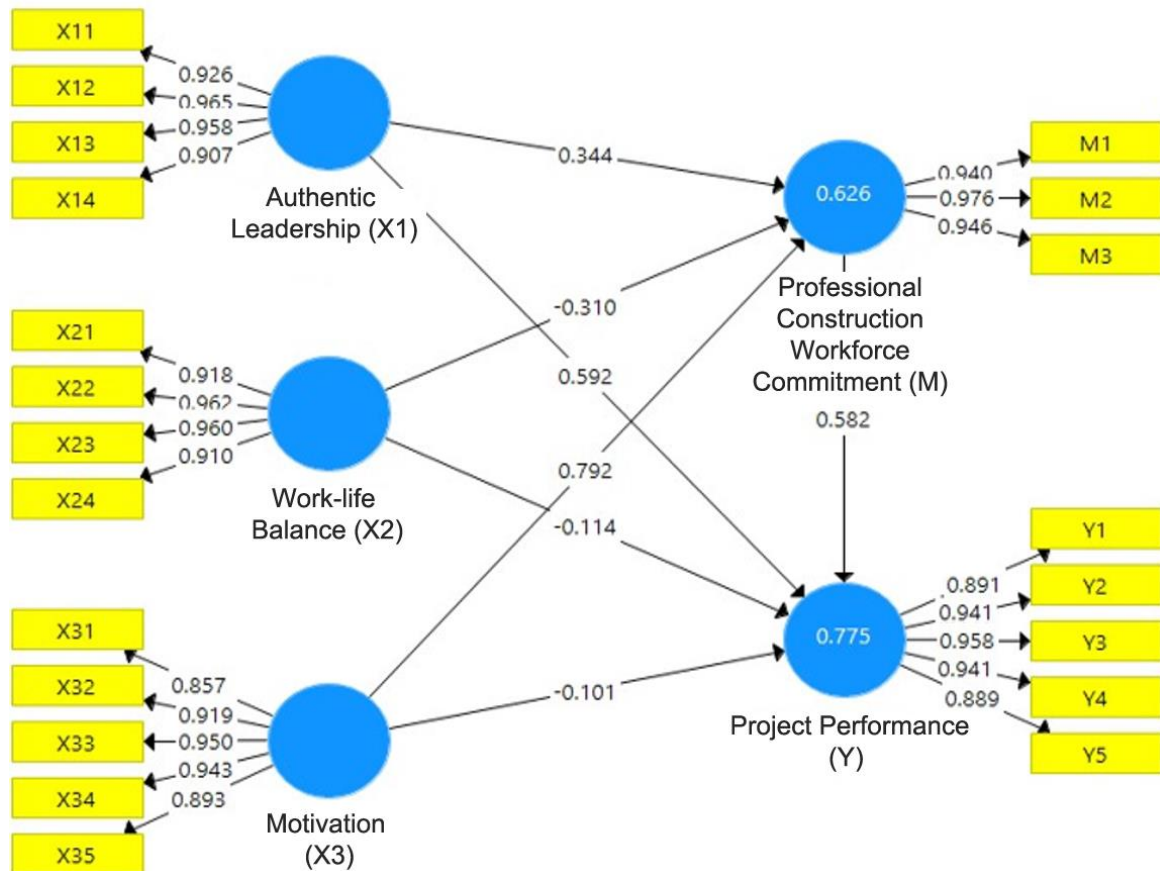 X11
X12
X13
X14
0.926
0.965
0.958
0.907
Authentic
Leadership (X1)
0.344
0.592
X21
X22
X23
X24
0.918
0.962
0.960
0.910
Work-life
Balance (X2)
-0.310
-0.114
X31
X32
X33
X34
X35
0.857
0.919
0.950
0.943
0.893
Motivation
(X3)
0.792
-0.101
0.626
Professional
Construction
Workforce
Commitment (M)
0.582
0.940
0.976
0.946
M1
M2
M3
0.775
Project Performance
(Y)
0.891
0.941
0.958
0.941
0.889
Y1
Y2
Y3
Y4
Y5